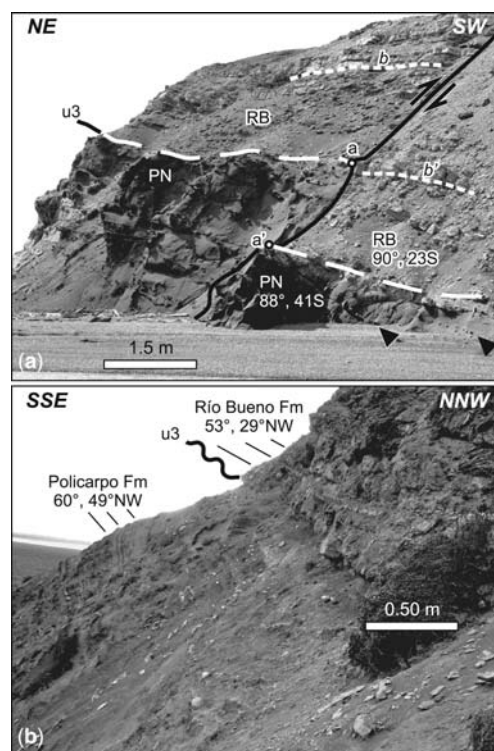 NE
SW
b
u3
RB
a
PN
b'
a'
RB
90°, 23S
PN
88°, 41S
1.5 m
(a)
SSE
Río Bueno Fm
53°, 29°NW
NNW
u3
Policarpo Fm
60°, 49°NW
0.50 m
(b)